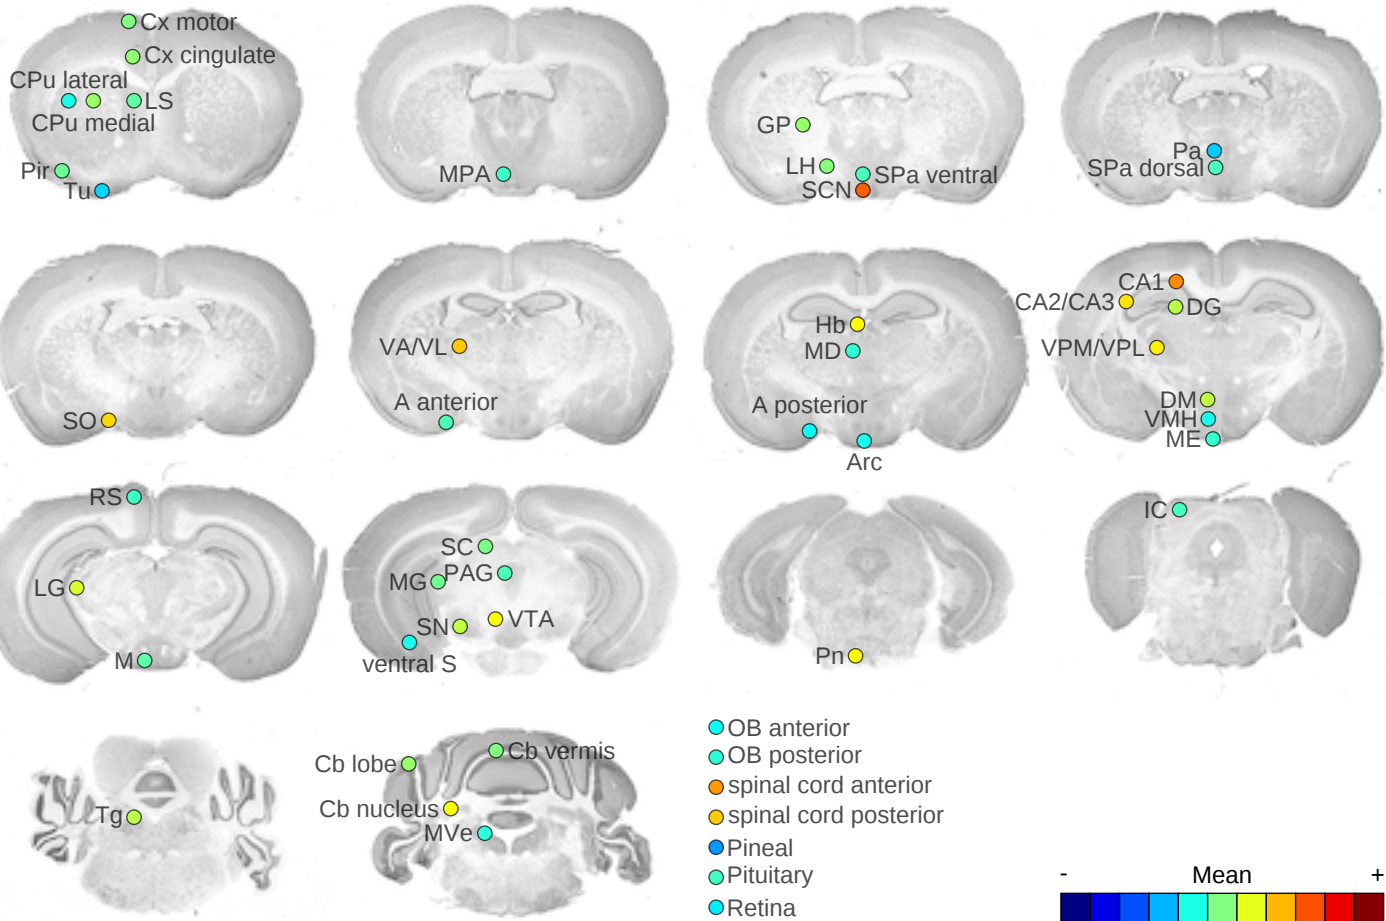 Cx motor
Cx cingulate
CPu lateral
LS
CPu medial
Pir
Tu
MPA
GP
LH
SPa ventral
SCN
Pa
SPa dorsal
SO
VA/VL
A anterior
Hb
MD
A posterior
Arc
CA1
CA2/CA3
DG
VPM/VPL
DM
VMH
ME
RS
LG
M
SC
PAG
MG
SN
VTA
ventral S
Pn
IC
Tg
Cb vermis
Cb lobe
Cb nucleus
MVe
OB anterior
OB posterior
spinal cord anterior
spinal cord posterior
Pineal
Pituitary
Retina
- Mean +